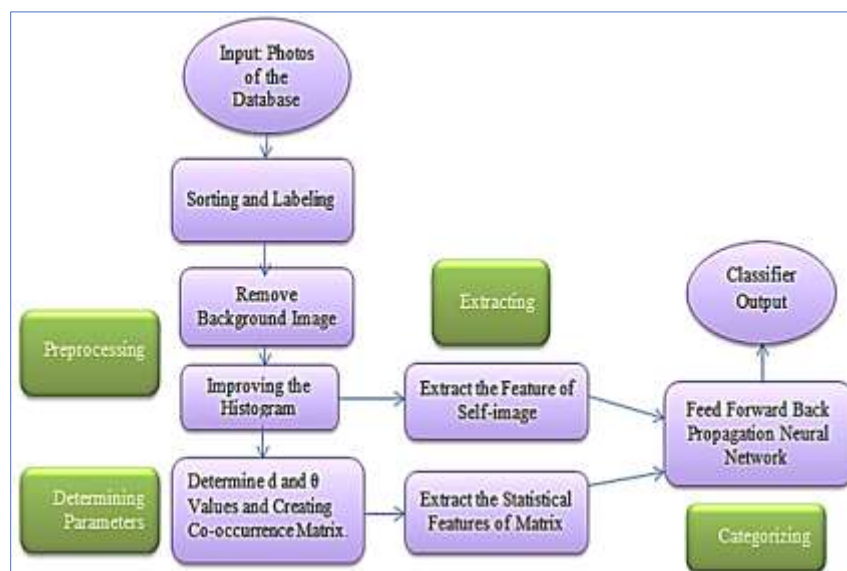 Input: Photos
of the
Database
Sorting and Labeling
Remove
Background Image
Preprocessing
Improving the
Histogram
Determining
Parameters
Determine d and θ
Values and Creating
Co-occurrence Matrix.
Extracting
Extract the Feature of
Self-image
Extract the Statistical
Features of Matrix
Classifier
Output
Feed Forward Back
Propagation Neural
Network
Categorizing